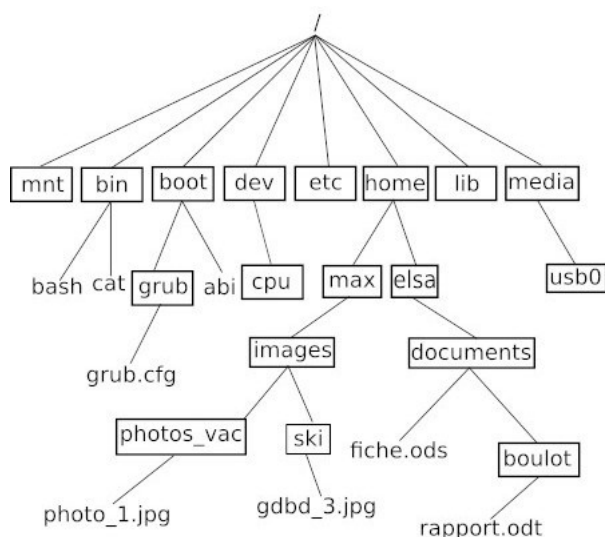 /
mnt bin boot dev etc home lib media
bash cat grub abi cpu max elsa usb0
grub.cfg images documents
photos_vac ski fiche.ods boulot
photo_1.jpg gdbd_3.jpg rapport.odt